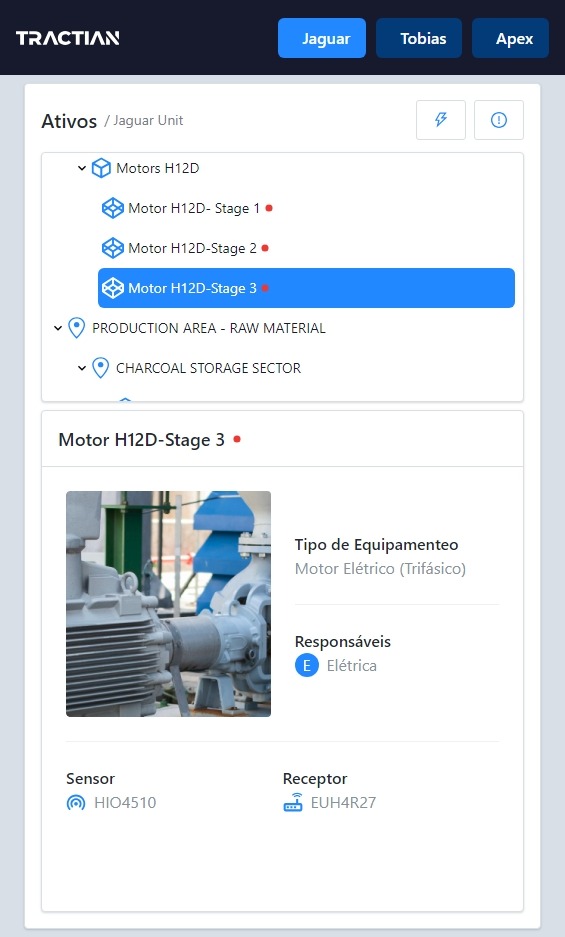 TRACTIAN
Jaguar
Tobias
Apex
Ativos / Jaguar Unit
Motors H12D
Motor H12D- Stage 1
Motor H12D-Stage 2
Motor H12D-Stage 3
PRODUCTION AREA - RAW MATERIAL
CHARCOAL STORAGE SECTOR
Motor H12D-Stage 3
Tipo de Equipamenteo
Motor Elétrico (Trifásico)
Responsáveis
E Elétrica
Sensor
HIO4510
Receptor
EUH4R27